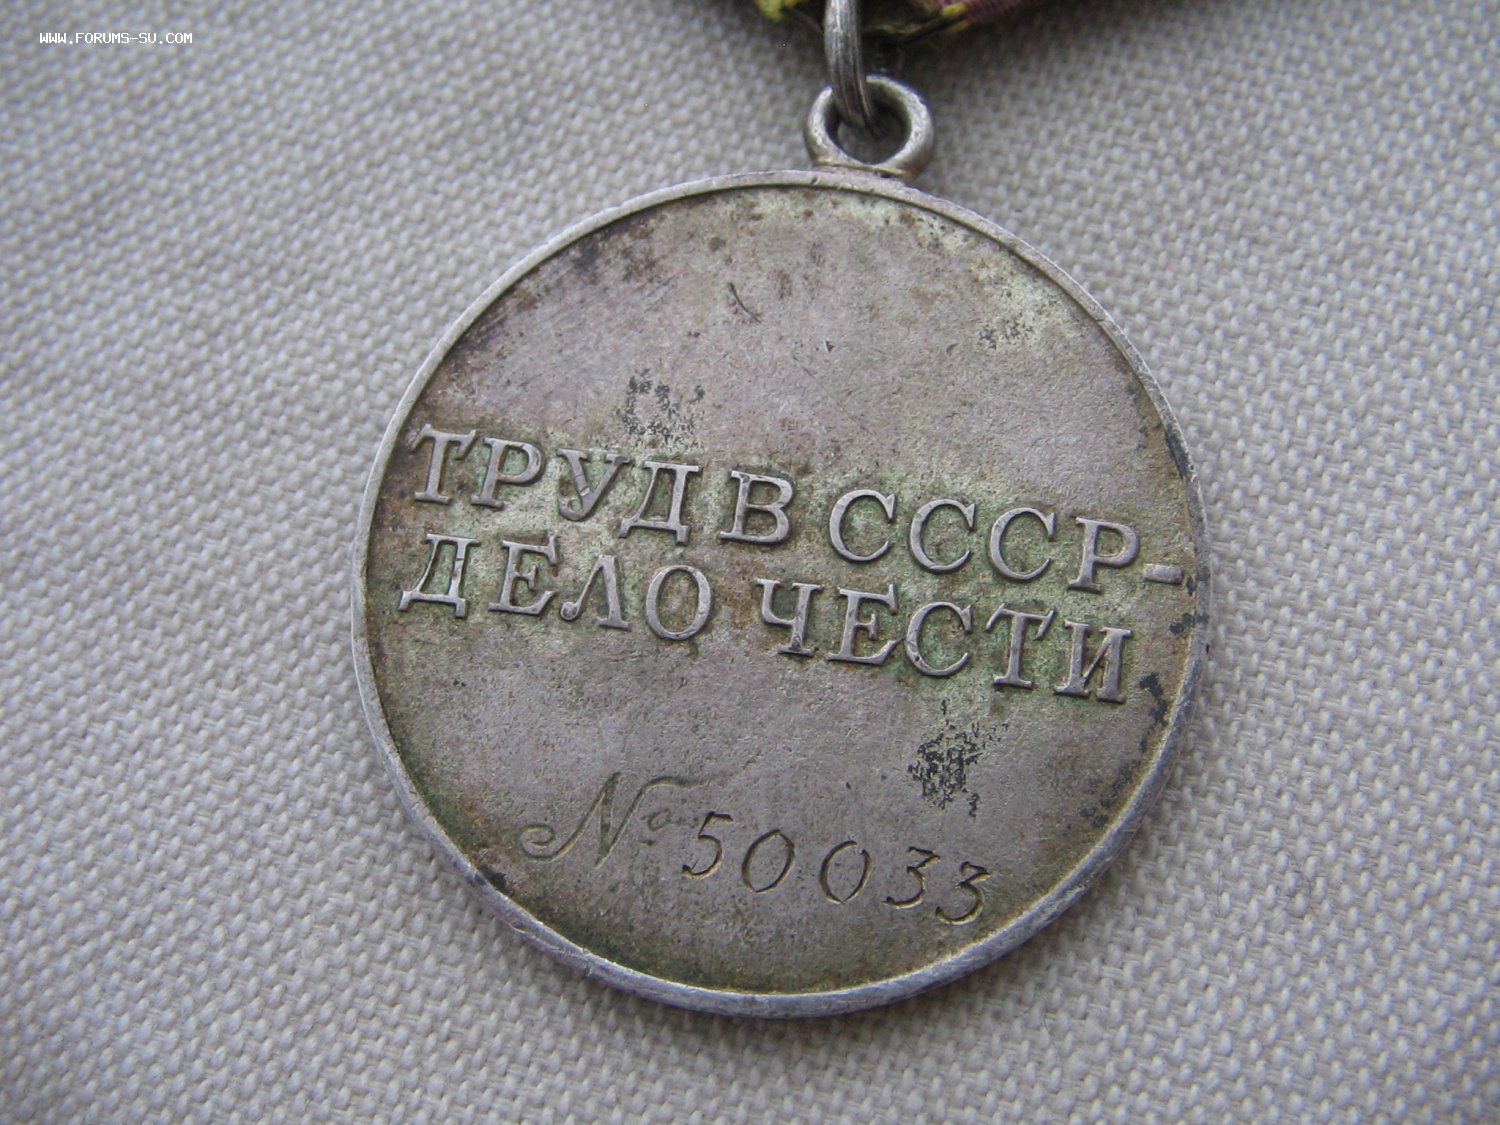 WWW.FORUMS-SU.COM
ТРУД В СССР-
ДЕЛО ЧЕСТИ
№ 50033